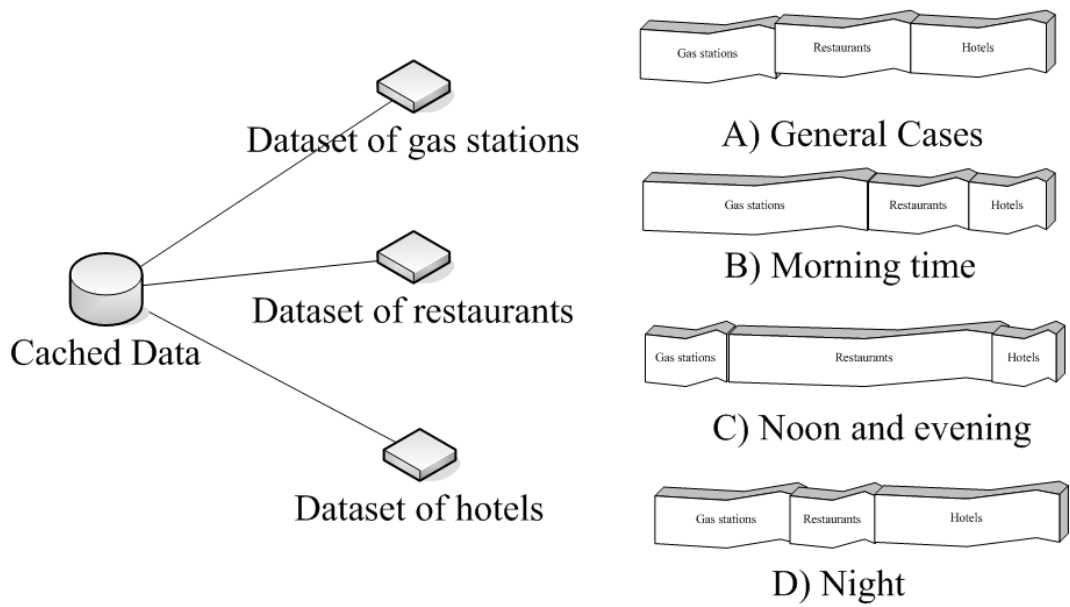 Dataset of gas stations
Dataset of restaurants
Cached Data
Dataset of hotels
Gas stations
Restaurants
Hotels
A) General Cases
Gas stations
Restaurants
Hotels
B) Morning time
Gas stations
Restaurants
Hotels
C) Noon and evening
Gas stations
Restaurants
Hotels
D) Night